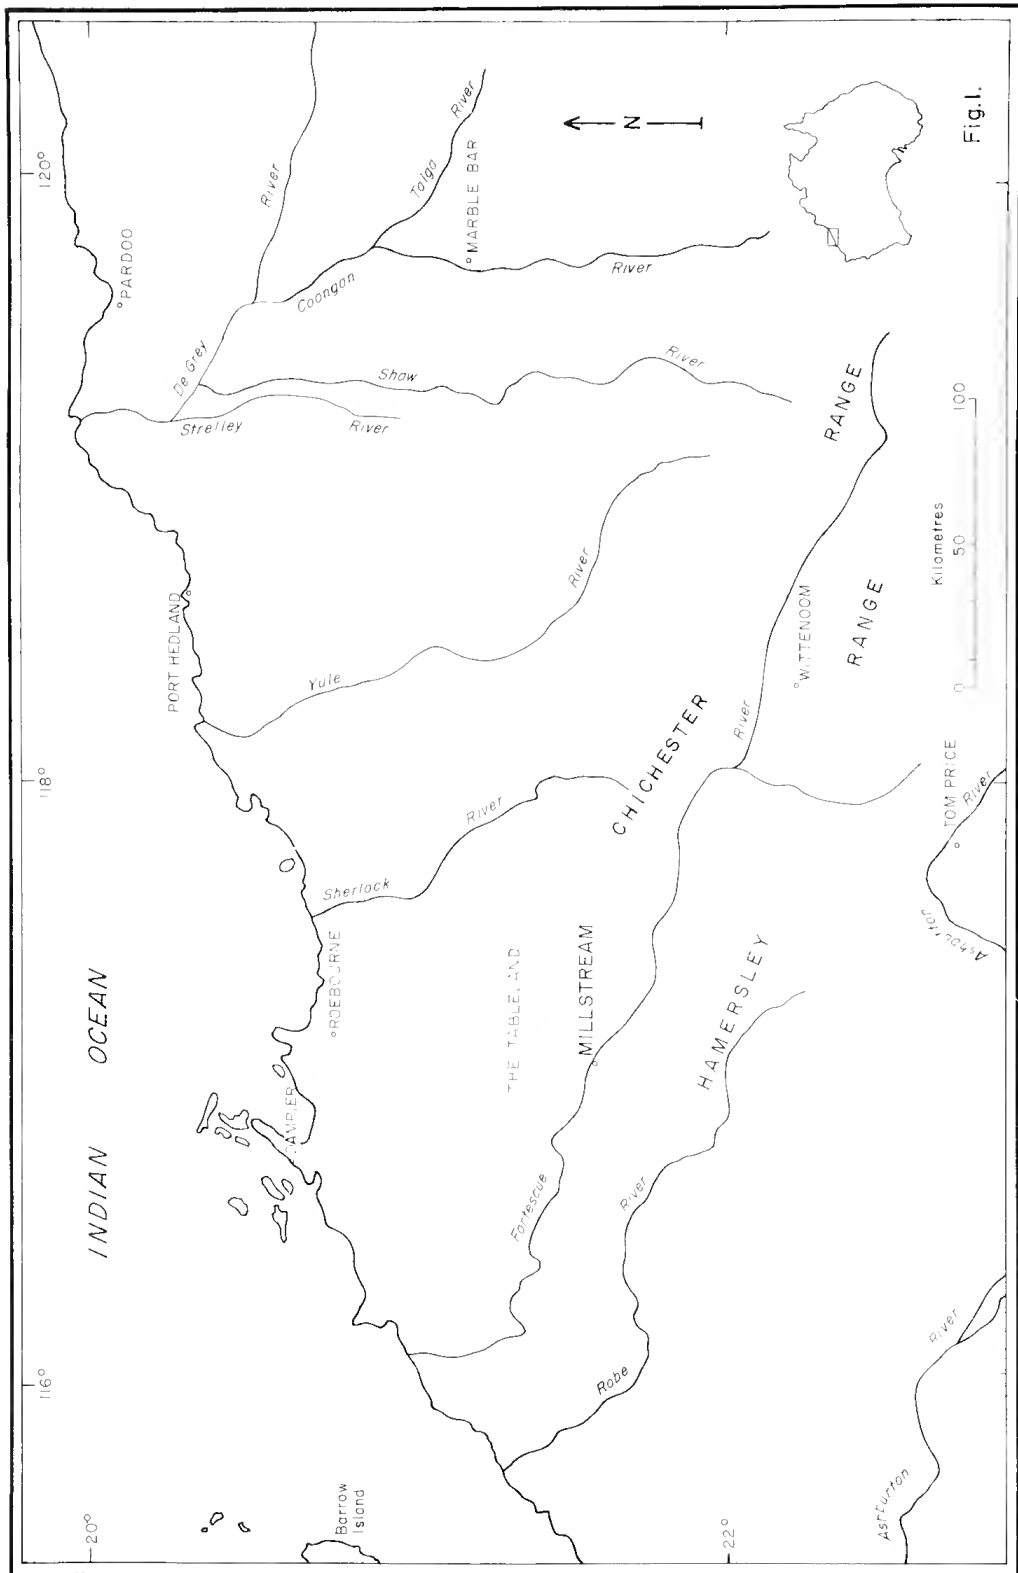 116°
118°
120°
20°
22°
INDIAN OCEAN
Barrow
Island
DAMPIER
ROEBOURNE
PORT HEDLAND
PARDOO
De Grey
River
Strelley
River
Shaw
River
Coongan
River
Talga
River
MARBLE BAR
Yule
River
Sherlock
River
THE TABLELAND
MILLSTREAM
CHICHESTER
RANGE
Fortescue
River
HAMERSLEY
RANGE
WITTENOOM
Robe
River
TOM PRICE
River
Ashburton
River
N
Kilometres
0 50 100
Fig.1.